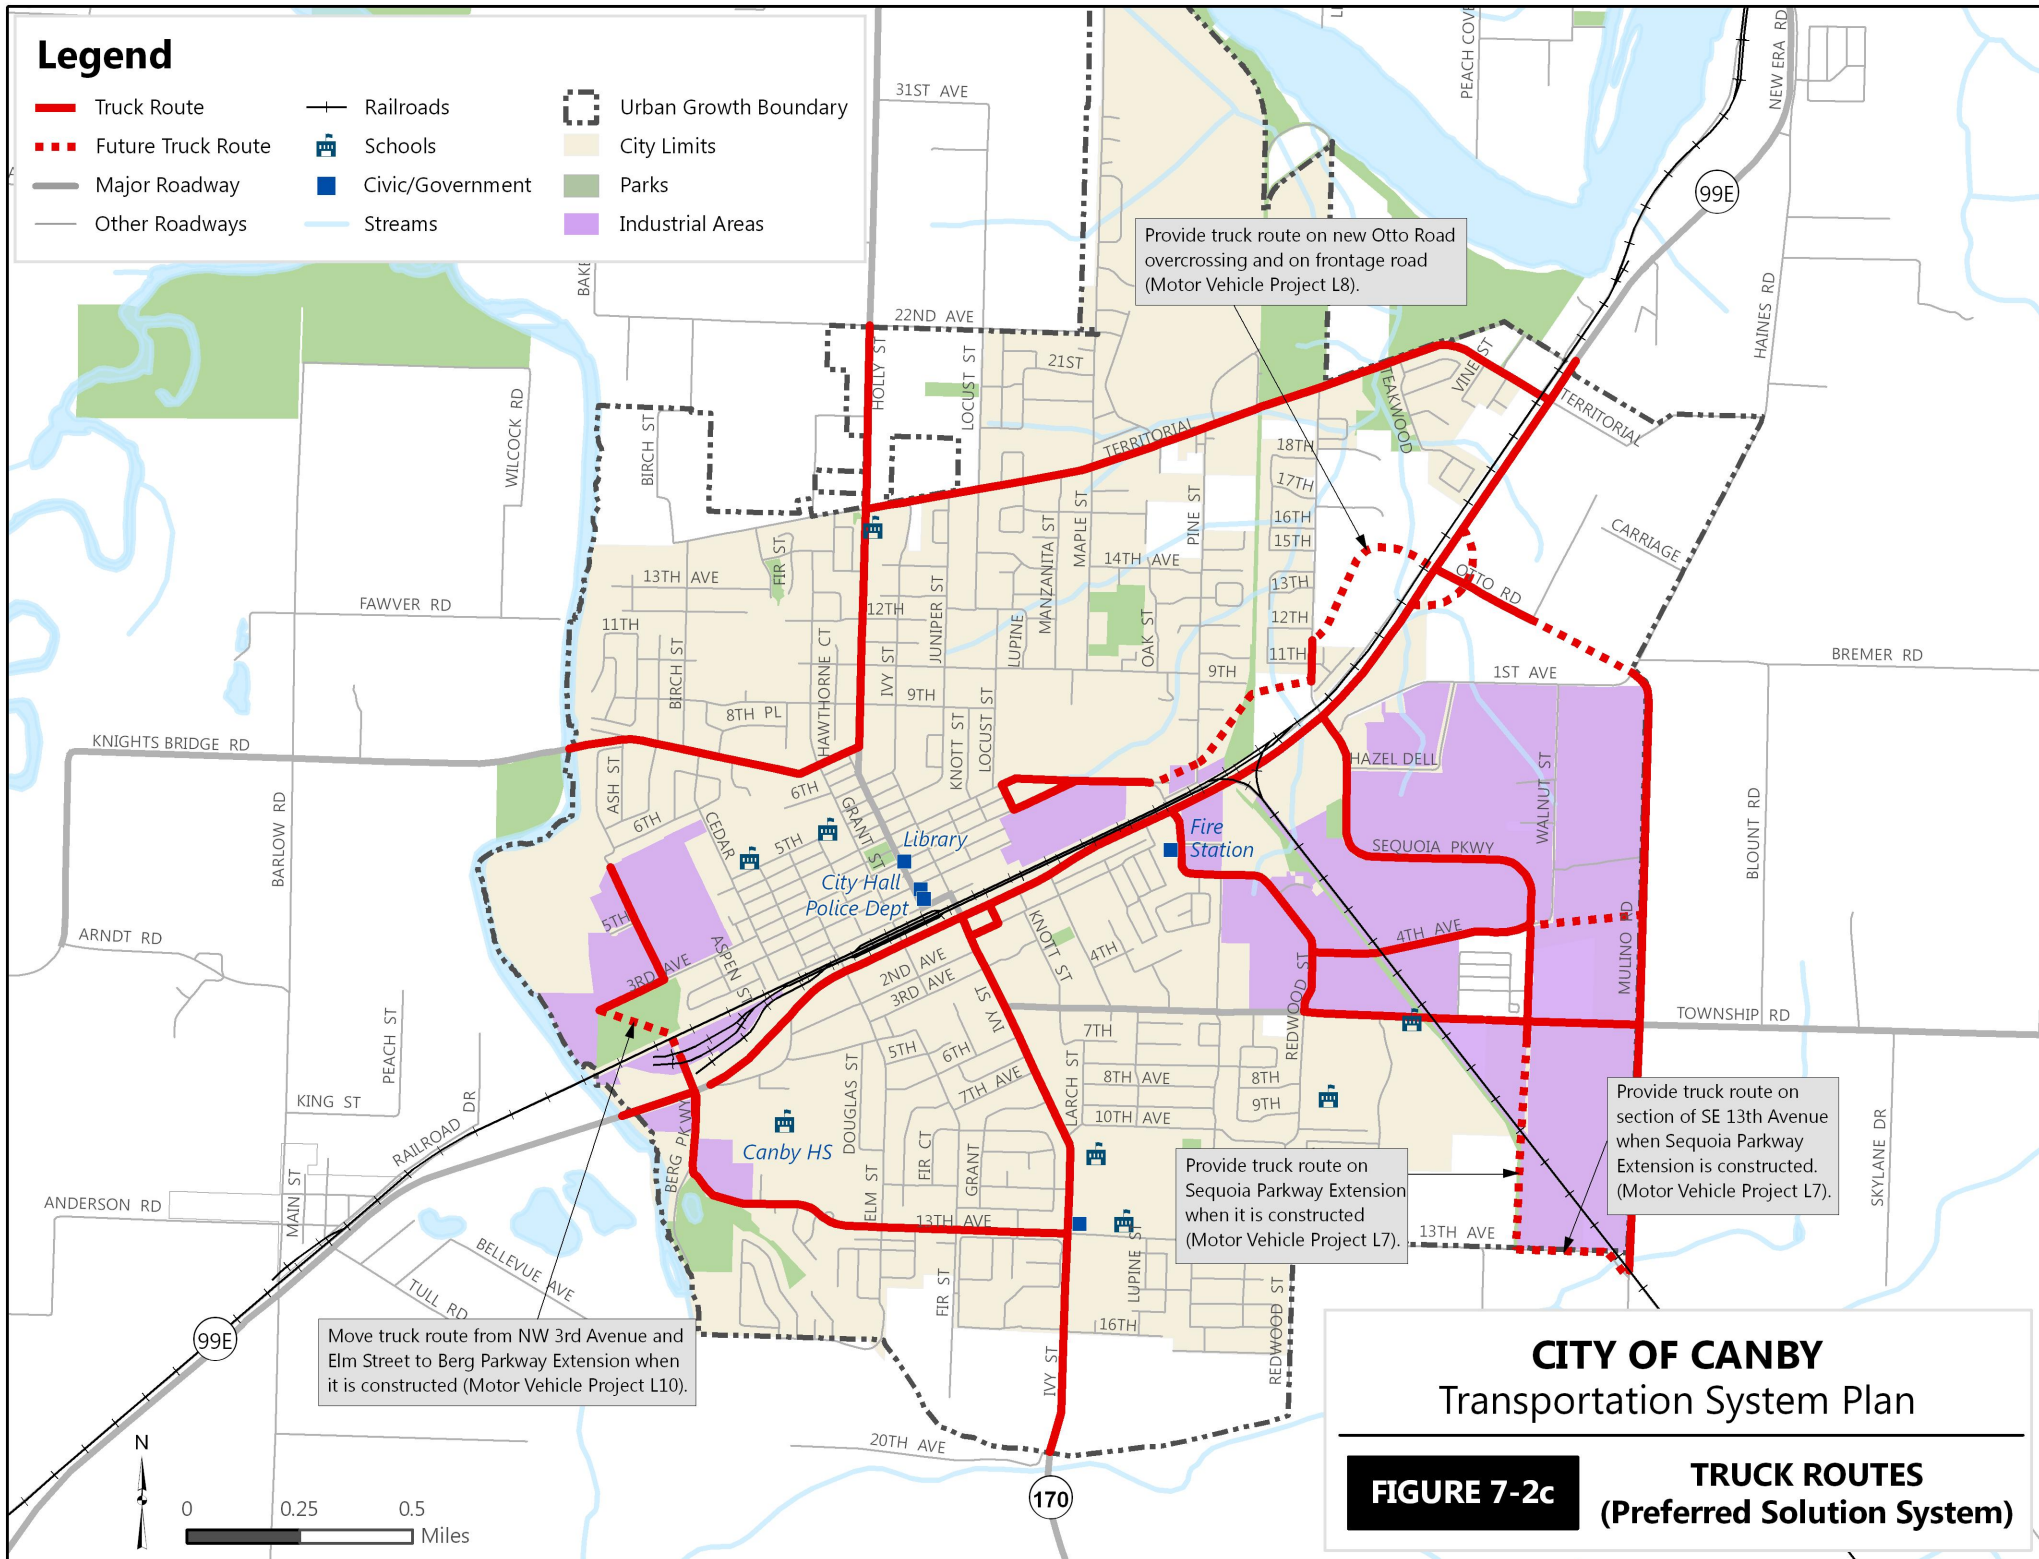 Legend
Truck Route
Future Truck Route
Major Roadway
Other Roadways
Railroads
Schools
Civic/Government
Streams
Urban Growth Boundary
City Limits
Parks
Industrial Areas
31ST AVE
PEACH COVE
NEW ERA RD
99E
Provide truck route on new Otto Road
overcrossing and on frontage road
(Motor Vehicle Project L8).
HAINES RD
22ND AVE
HOLLY ST
LOCUST ST
21ST
TEAKWOOD
VINE ST
TERRITORIAL
TERRITORIAL
WILCOCK RD
BIRCH ST
18TH
17TH
16TH
15TH
PINE ST
MAPLE ST
MANZANITA ST
14TH AVE
CARRIAGE
OTTO RD
FIR ST
13TH AVE
13TH
FAWVER RD
12TH
12TH
JUNIPER ST
LUPINE
OAK ST
11TH
11TH
BIRCH ST
HAWTHORNE CT
IVY ST
9TH
9TH
1ST AVE
BREMER RD
8TH PL
KNOTT ST
LOCUST ST
KNIGHTS BRIDGE RD
HAZEL DELL
WALNUT ST
ASH ST
6TH
6TH
GRANT ST
CEDAR
5TH
BARLOW RD
BLOUNT RD
Library
City Hall
Police Dept
Fire
Station
SEQUOIA PKWY
5TH
4TH AVE
ARNDT RD
KNOTT ST
4TH
ASPEN ST
3RD AVE
2ND AVE
3RD AVE
IVY ST
REDWOOD ST
MULINO RD
TOWNSHIP RD
PEACH ST
7TH
5TH
6TH
DOUGLAS ST
7TH AVE
LARCH ST
8TH AVE
10TH AVE
8TH
9TH
REDWOOD ST
KING ST
RAILROAD DR
Canby HS
BERG PKWY
FIR CT
GRANT
ELM ST
13TH AVE
Provide truck route on
section of SE 13th Avenue
when Sequoia Parkway
Extension is constructed.
(Motor Vehicle Project L7).
Provide truck route on
Sequoia Parkway Extension
when it is constructed
(Motor Vehicle Project L7).
13TH AVE
SKYLANE DR
ANDERSON RD
MAIN ST
BELLEVUE AVE
TULL RD
LUPINE ST
FIR ST
REDWOOD ST
16TH
IVY ST
99E
Move truck route from NW 3rd Avenue and
Elm Street to Berg Parkway Extension when
it is constructed (Motor Vehicle Project L10).
20TH AVE
170
N
0 0.25 0.5
Miles
CITY OF CANBY
Transportation System Plan
FIGURE 7-2c
TRUCK ROUTES
(Preferred Solution System)